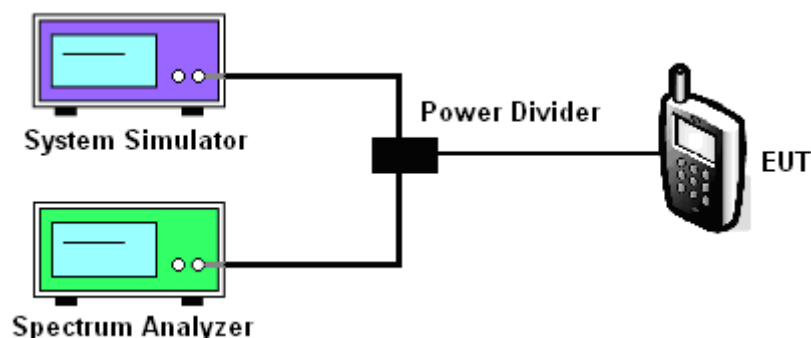 System Simulator
Power Divider
EUT
Spectrum Analyzer